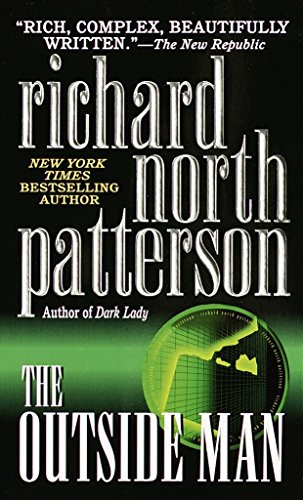 "RICH, COMPLEX, BEAUTIFULLY
WRITTEN."—The New Republic
richard
NEW YORK
TIMES
BESTSELLING
AUTHOR
north
patterson
Author of Dark Lady
THE
OUTSIDE MAN